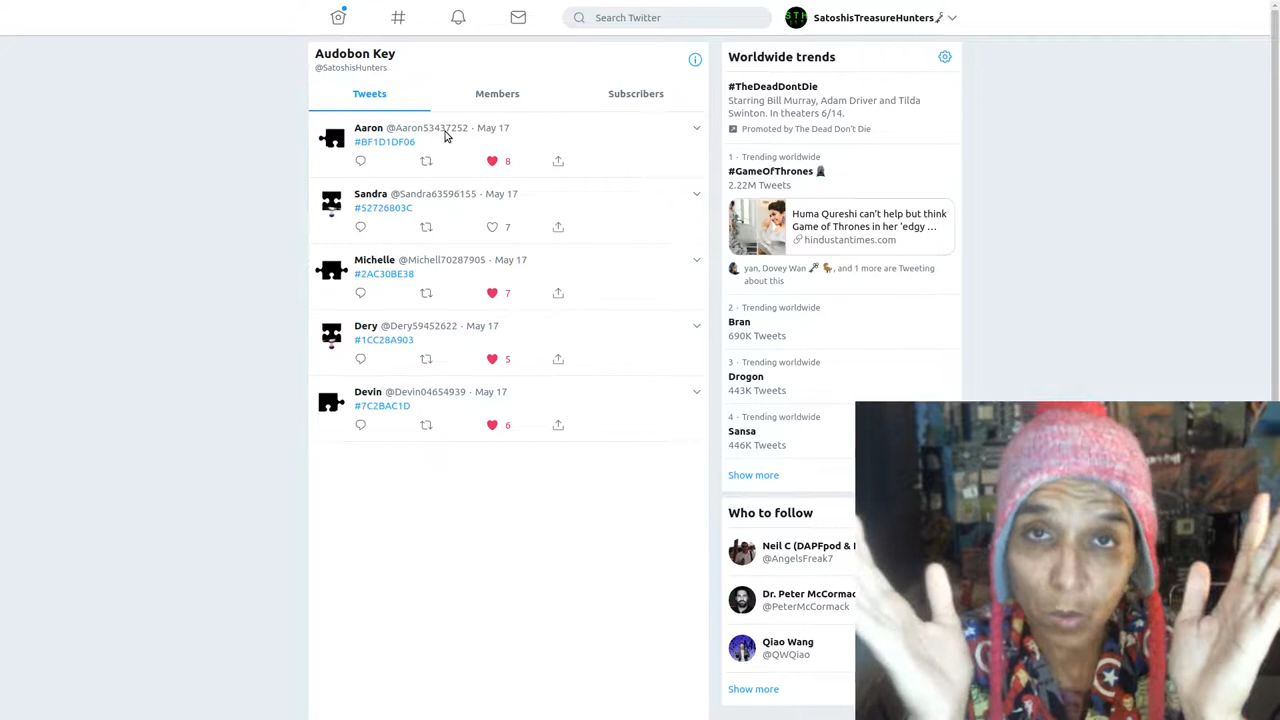 Search Twitter
SatoshisTreasureHunters
Audobon Key
@SatoshisHunters
Tweets Members Subscribers
Aaron @Aaron53437252 · May 17
#BF1D1DF06
8
Sandra @Sandra63596155 · May 17
#52726803C
7
Michelle @Michell70287905 · May 17
#2AC30BE38
7
Dery @Dery59452622 · May 17
#1CC28A903
5
Devin @Devin04654939 · May 17
#7C2BAC1D
6
Worldwide trends
#TheDeadDontDie
Starring Bill Murray, Adam Driver and Tilda
Swinton. In theaters 6/14.
Promoted by The Dead Don't Die
1 · Trending worldwide
#GameOfThrones
2.22M Tweets
Huma Qureshi can't help but think
Game of Thrones in her 'edgy ...
hindustantimes.com
yan, Dovey Wan, and 1 more are Tweeting
about this
2 · Trending worldwide
Bran
690K Tweets
3 · Trending worldwide
Drogon
443K Tweets
4 · Trending worldwide
Sansa
446K Tweets
Show more
Who to follow
Neil C (DAPFpod &
@AngelsFreak7
Dr. Peter McCormac
@PeterMcCormack
Qiao Wang
@QWQiao
Show more